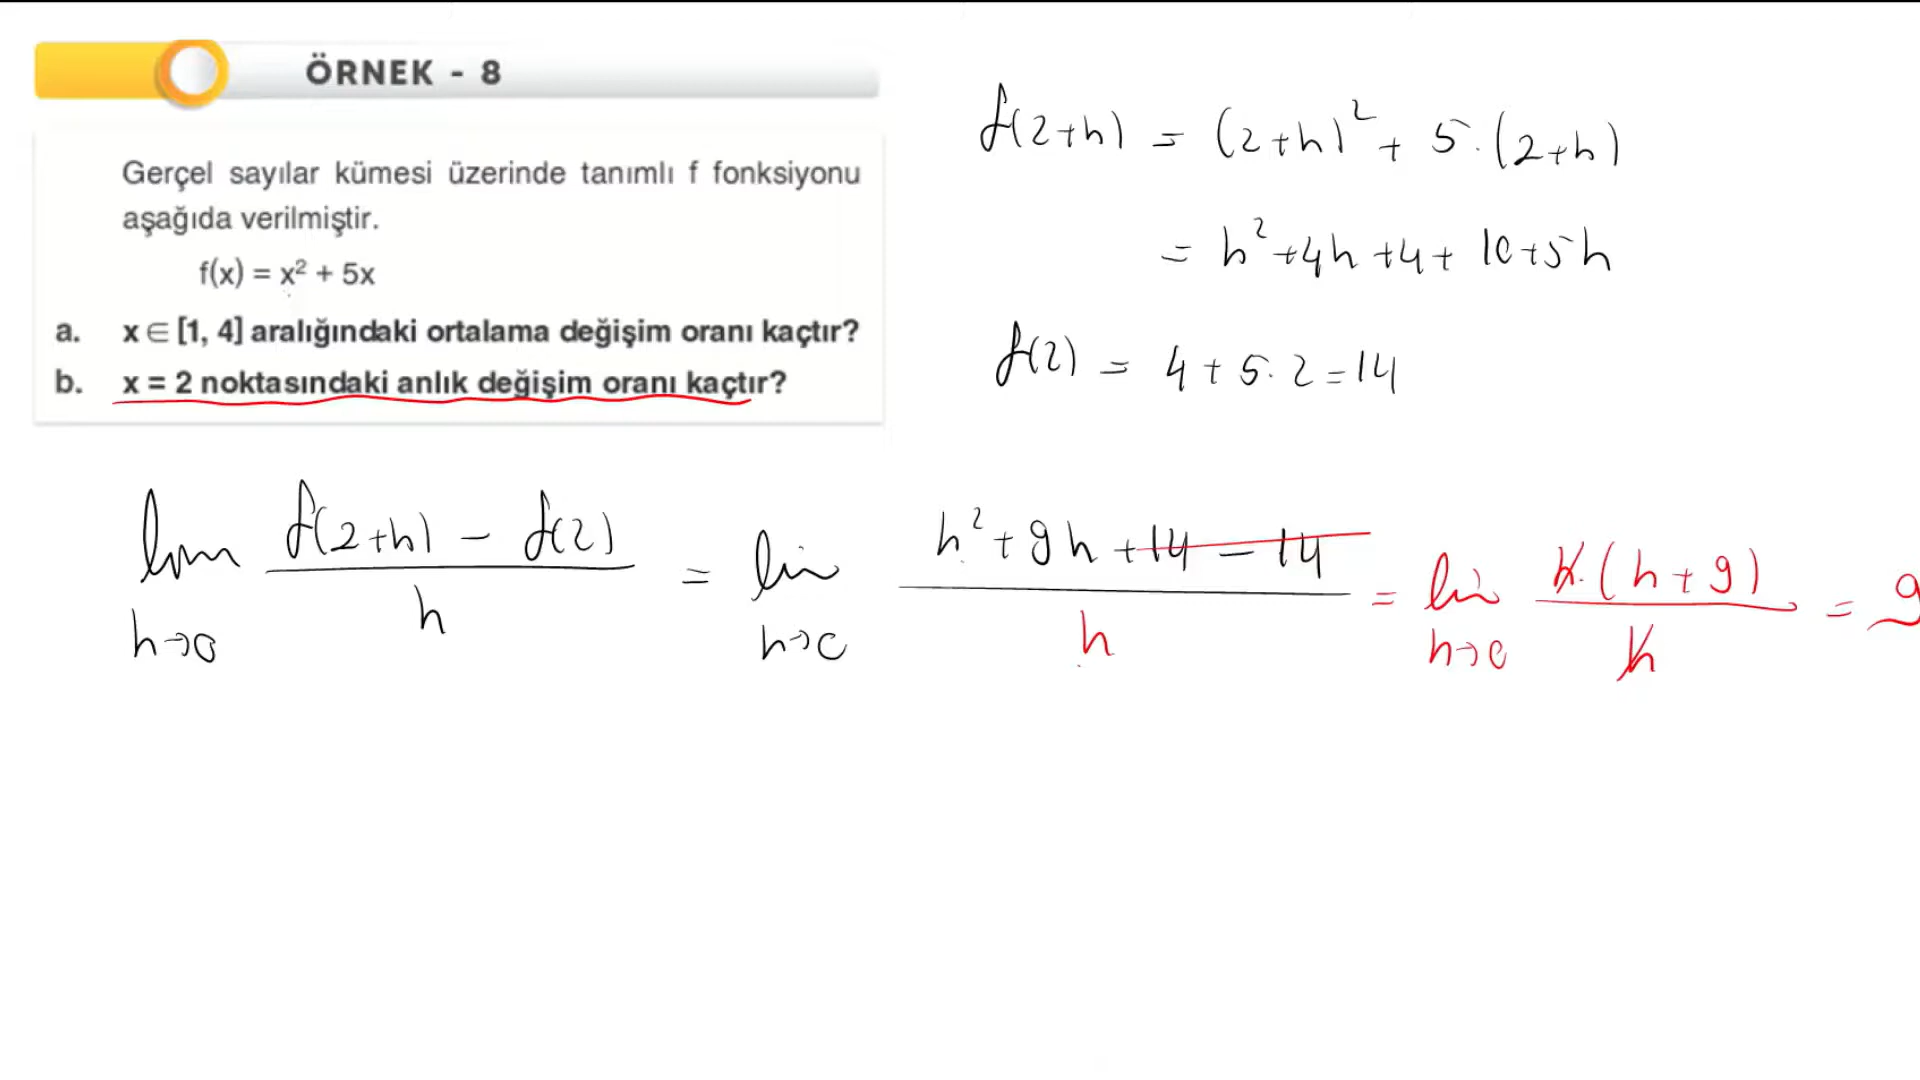 ÖRNEK - 8
Gerçel sayılar kümesi üzerinde tanımlı f fonksiyonu
aşağıda verilmiştir.
f(x) = x² + 5x
a. x ∈ [1, 4] aralığındaki ortalama değişim oranı kaçtır?
b. x = 2 noktasındaki anlık değişim oranı kaçtır?
f(2+h) = (2+h)² + 5.(2+h)
= h² + 4h + 4 + 10 + 5h
f(2) = 4 + 5.2 = 14
lim h→0 (f(2+h) - f(2))/h = lim h→0 (h² + 9h + 14 - 14)/h = lim h→0 h.(h+9)/h = 9